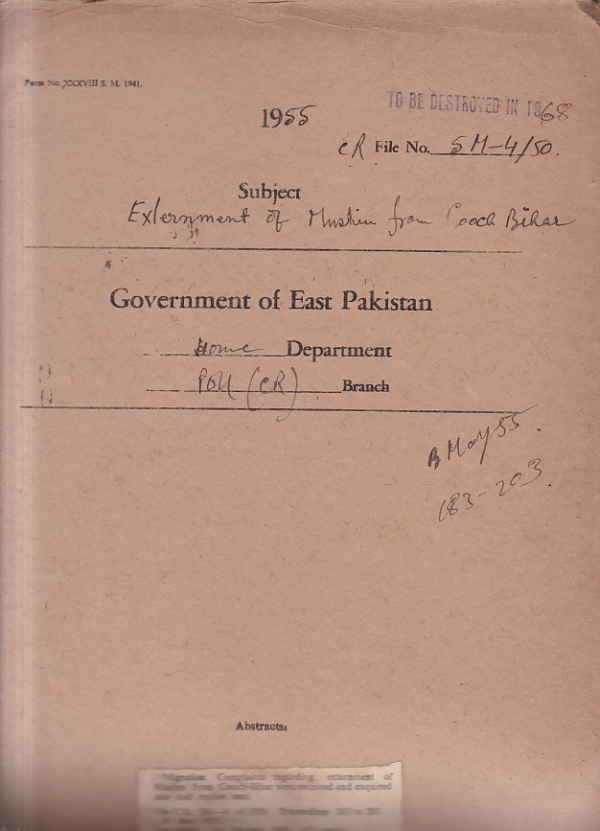 Form No. XXXVIII S. M. 1941.
TO BE DESTROYED IN 1968
1955
CR File No. 5M-4/50.
Subject
Externment of Muslim from Cooch Bihar
Government of East Pakistan
Home Department
Poll (CR) Branch
B May 55.
183-203.
Abstracts.
Migration. Complaints regarding externment of
Muslim from Cooch-Bihar were received and enquired